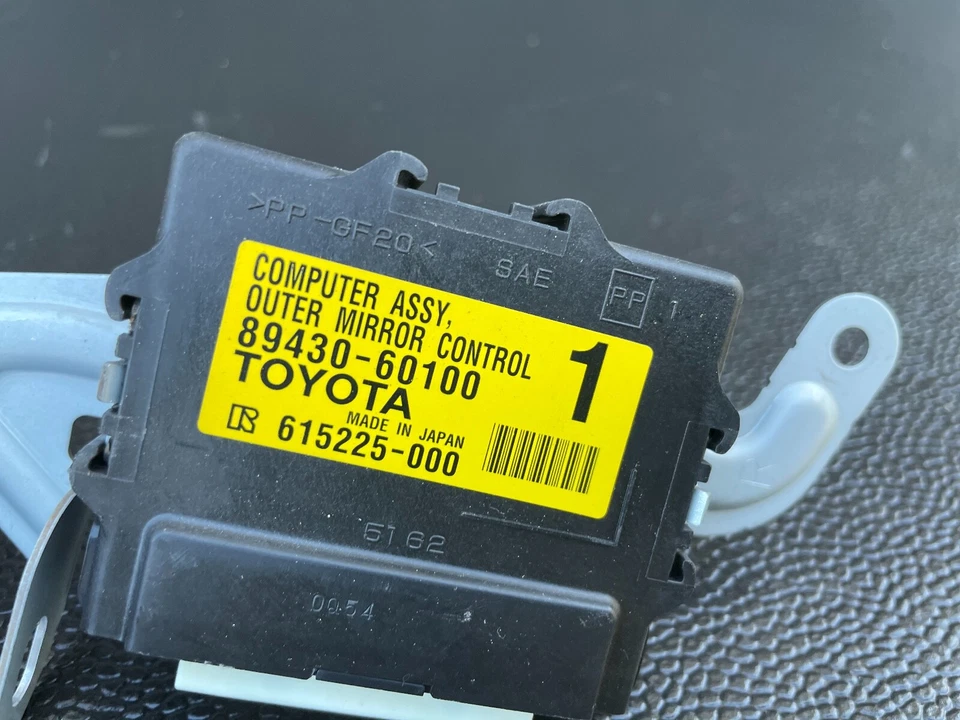 >PP-GF20<
SAE
PP 1
COMPUTER ASSY,
OUTER MIRROR CONTROL
89430-60100
1
TOYOTA
MADE IN JAPAN
R 615225-000
5162
0054